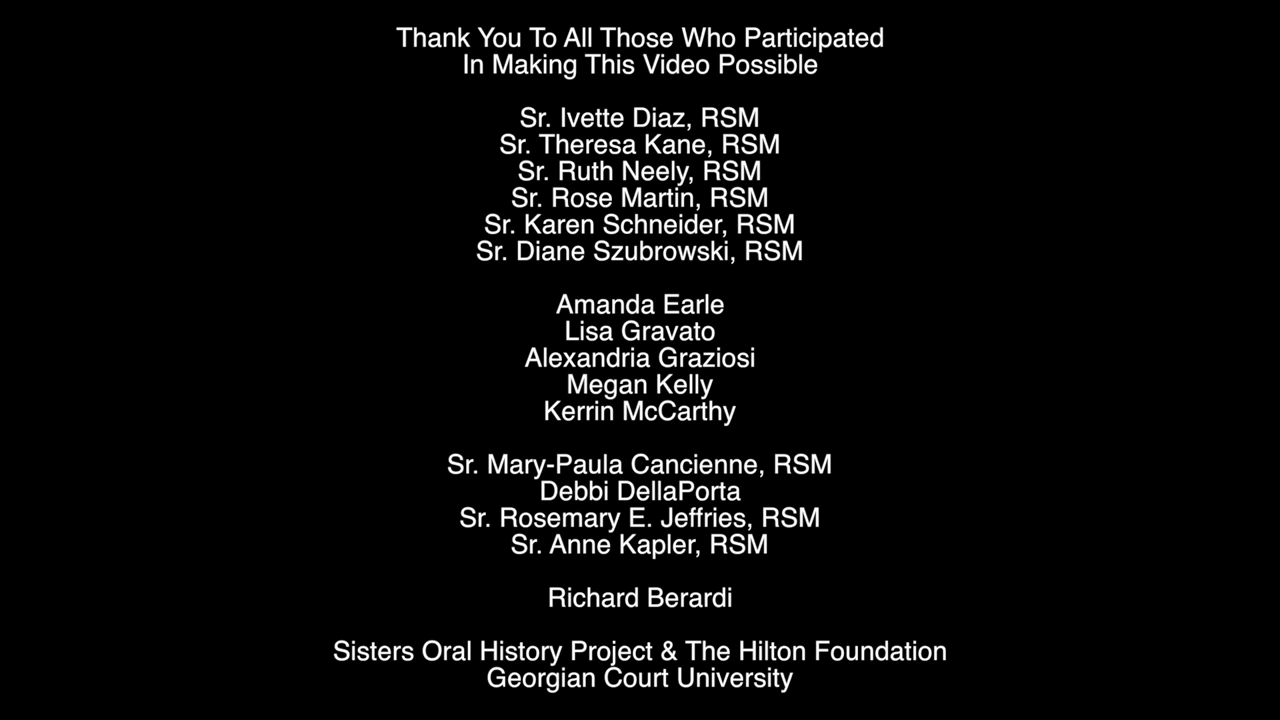 Thank You To All Those Who Participated
In Making This Video Possible
Sr. Ivette Diaz, RSM
Sr. Theresa Kane, RSM
Sr. Ruth Neely, RSM
Sr. Rose Martin, RSM
Sr. Karen Schneider, RSM
Sr. Diane Szubrowski, RSM
Amanda Earle
Lisa Gravato
Alexandria Graziosi
Megan Kelly
Kerrin McCarthy
Sr. Mary-Paula Cancienne, RSM
Debbi DellaPorta
Sr. Rosemary E. Jeffries, RSM
Sr. Anne Kapler, RSM
Richard Berardi
Sisters Oral History Project & The Hilton Foundation
Georgian Court University